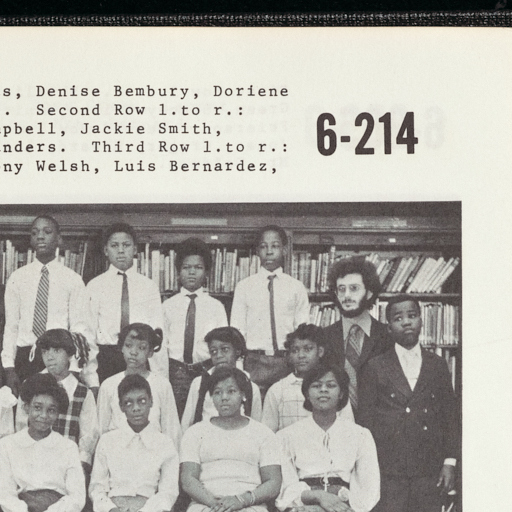 s, Denise Bembury, Doriene
. Second Row l.to r.:
pbell, Jackie Smith,
nders. Third Row l.to r.:
ny Welsh, Luis Bernardez,
6-214